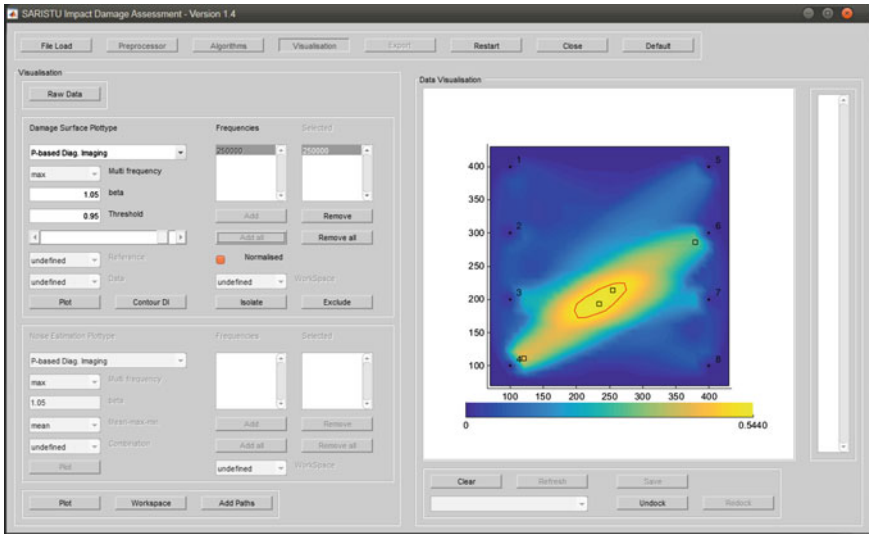 SARISTU Impact Damage Assessment - Version 1.4
File Load Preprocessor Algorithms Visualisation Export Restart Close Default
Visualisation
Raw Data
Damage Surface Plottype Frequencies Selected
P-based Diag. Imaging 250000 250000
max Multi frequency
1.05 beta
0.95 Threshold Add Remove
Add all Remove all
undefined Reference Normalised
undefined Data undefined WorkSpace
Plot Contour DI Isolate Exclude
Noise Estimation Plottype Frequencies Selected
P-based Diag. Imaging
max Multi frequency
1.05 beta
mean Mean-max-min Add Remove
undefined Combination Add all Remove all
Plot undefined WorkSpace
Plot Workspace Add Paths
Data Visualisation
400 1 5
350
300 2 6
250
200 3 7
150
100 4 8
100 150 200 250 300 350 400
0 0.5440
Clear Refresh Save
Undock Redock